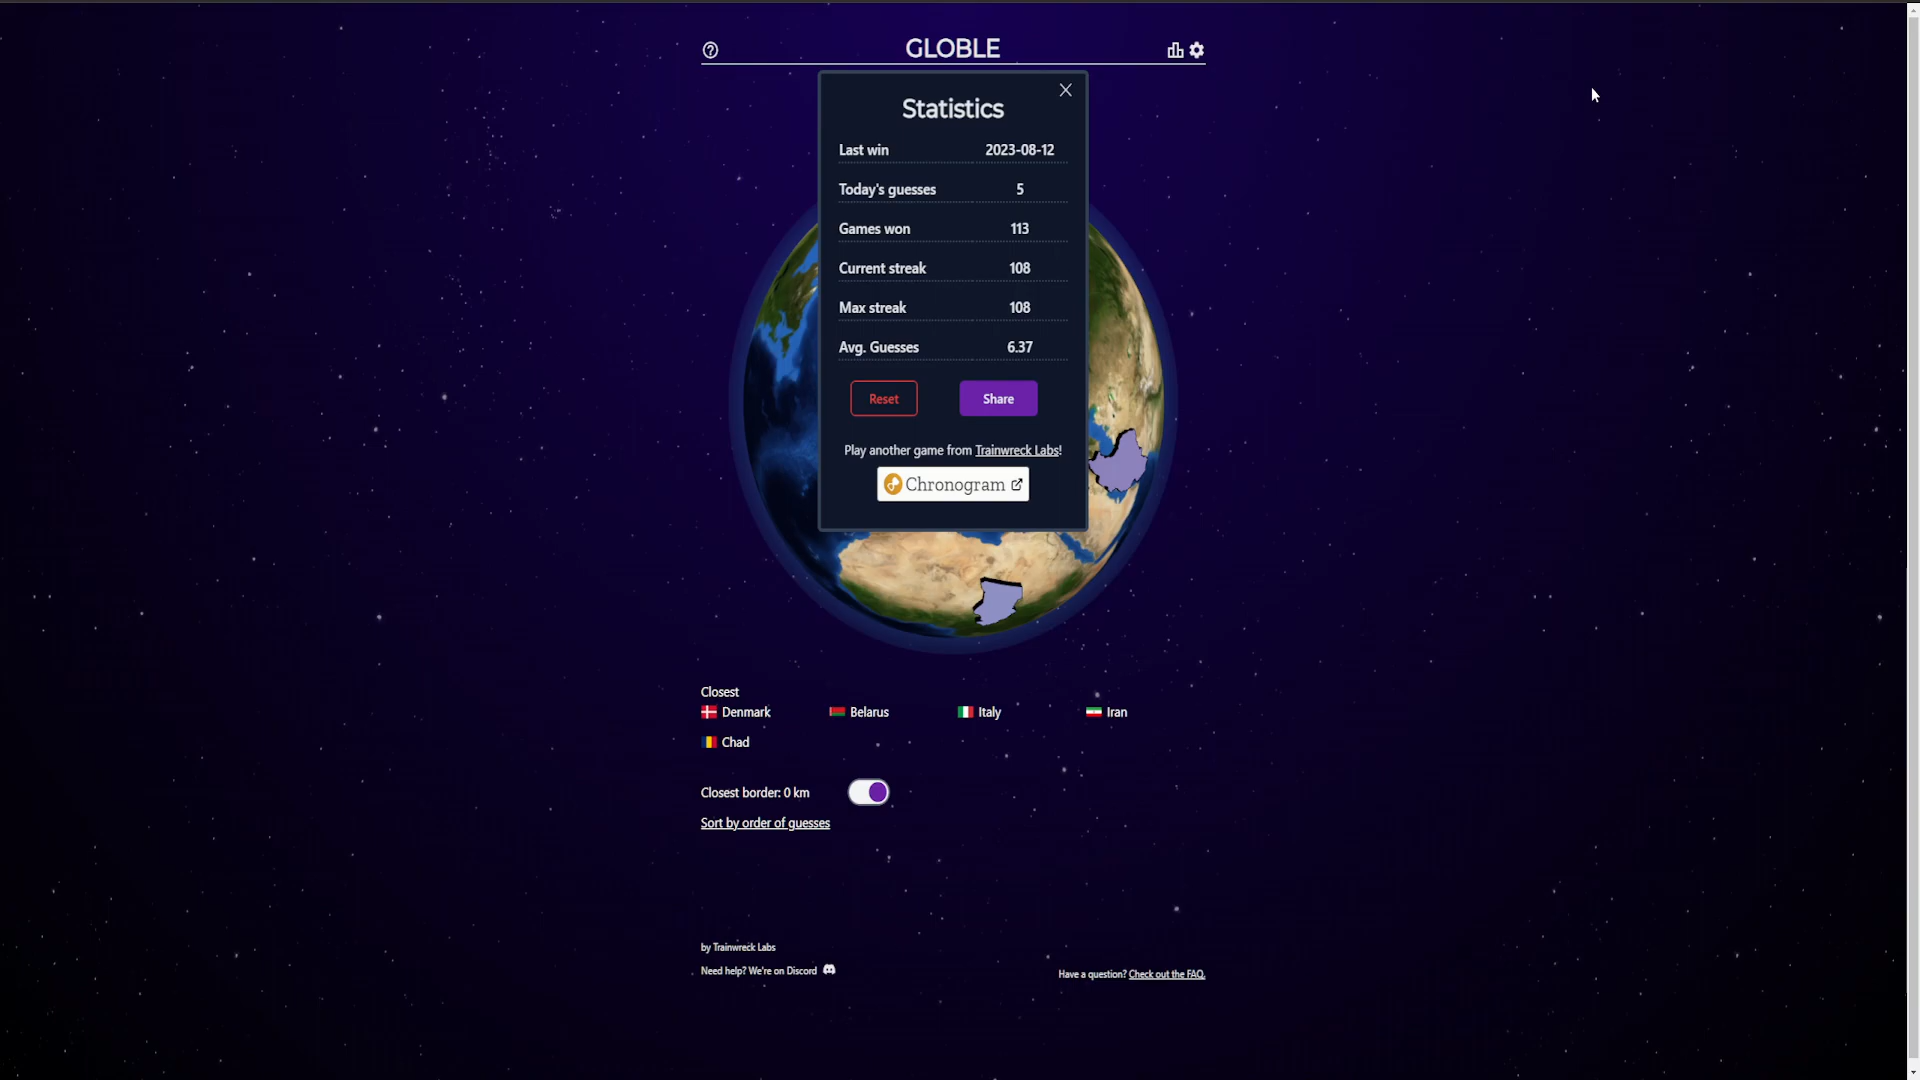 GLOBLE
Statistics
Last win 2023-08-12
Today's guesses 5
Games won 113
Current streak 108
Max streak 108
Avg. Guesses 6.37
Reset Share
Play another game from Trainwreck Labs!
Chronogram
Closest
Denmark Belarus Italy Iran
Chad
Closest border: 0 km
Sort by order of guesses
by Trainwreck Labs
Need help? We're on Discord
Have a question? Check out the FAQ.